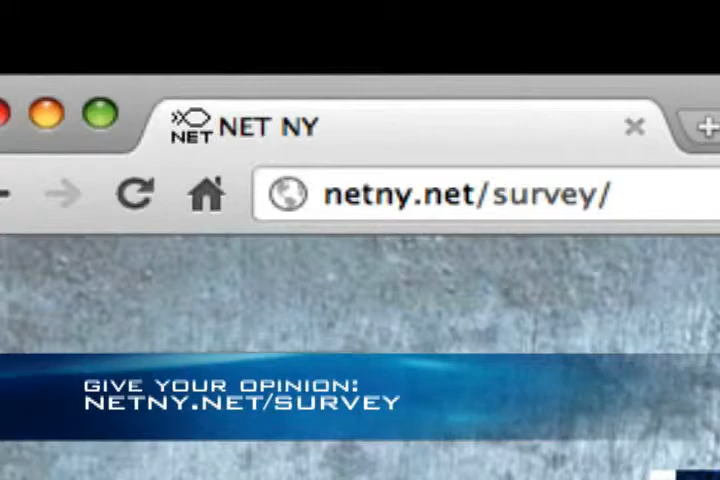 NET NET NY
netny.net/survey/
GIVE YOUR OPINION:
NETNY.NET/SURVEY